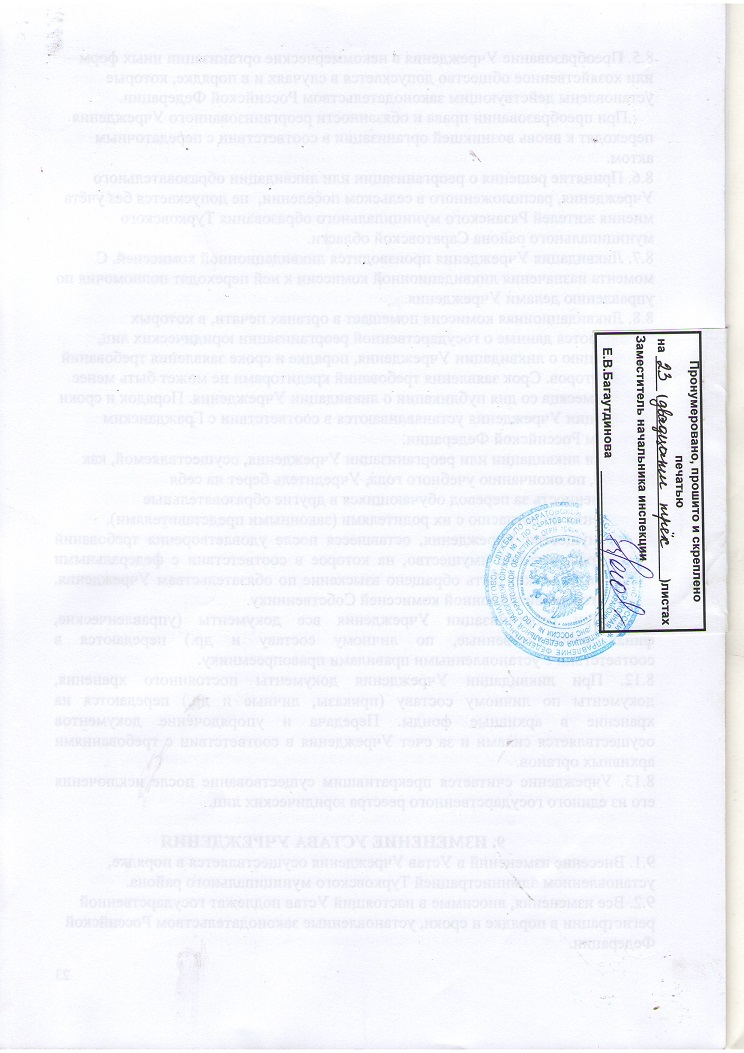 Пронумеровано, прошито и скреплено
печатью
на 23 (двадцати трёх)листах
Заместитель начальника инспекции
Е.В.Багаутдинова
8.5. Преобразование Учреждения в некоммерческие организации иных форм
или хозяйственное общество допускается в случаях и в порядке, которые
установлены действующим законодательством Российской Федерации.
При преобразовании права и обязанности реорганизованного Учреждения
переходят к вновь возникшей организации в соответствии с передаточным
актом.
8.6. Принятие решения о реорганизации или ликвидации образовательного
Учреждения, расположенного в сельском поселении, не допускается без учёта
мнения жителей Рязанского муниципального образования Турковского
муниципального района Саратовской области.
8.7. Ликвидация Учреждения производится ликвидационной комиссией. С
момента назначения ликвидационной комиссии к ней переходят полномочия по
управлению делами Учреждения.
8.8. Ликвидационная комиссия помещает в органах печати, в которых
данные о государственной регистрации юридических лиц,
о ликвидации Учреждения, порядке и сроке заявления требований
Срок заявления требований кредиторами не может быть менее
со дня публикации о ликвидации Учреждения. Порядок и сроки
Учреждения устанавливаются в соответствии с Гражданским
Российской Федерации.
ликвидации или реорганизации Учреждения, осуществляемой, как
по окончанию учебного года, Учредитель берет на себя
за перевод обучающихся в другие образовательные
с их родителями (законными представителями).
Учреждения, оставшееся после удовлетворения требований
имущество, на которое в соответствии с федеральными
обращено взыскание по обязательствам Учреждения,
комиссией Собственнику.
Учреждения все документы (управленческие,
по личному составу и др.) передаются в
установленными правилами правопреемнику.
8.12. При ликвидации Учреждения документы постоянного хранения,
документы по личному составу (приказы, личные и др.) передаются на
хранение в архивные фонды. Передача и упорядочение документов
осуществляется силами и за счет Учреждения в соответствии с требованиями
архивных органов.
8.13. Учреждение считается прекратившим существование после исключения
его из единого государственного реестра юридических лиц.
9. ИЗМЕНЕНИЕ УСТАВА УЧРЕЖДЕНИЯ
9.1. Внесение изменений в Устав Учреждения осуществляется в порядке,
установленном администрацией Турковского муниципального района.
9.2. Все изменения, вносимые в настоящий Устав подлежат государственной
регистрации в порядке и сроки, установленные законодательством Российской
Федерации.
23